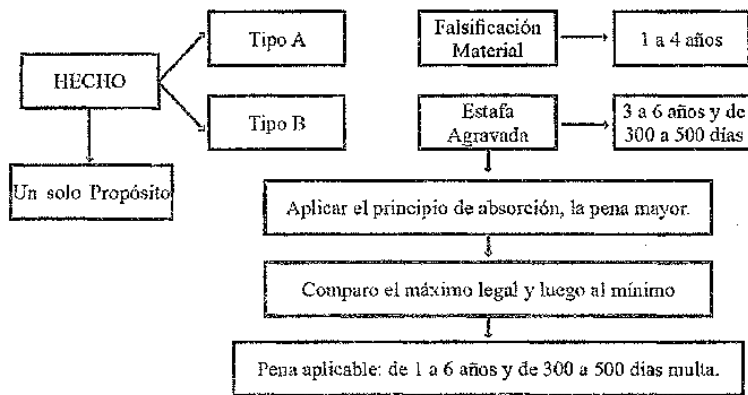 HECHO
Un solo Propósito
Tipo A
Tipo B
Falsificación
Material
1 a 4 años
Estafa
Agravada
3 a 6 años y de
300 a 500 días
Aplicar el principio de absorción, la pena mayor.
Comparo el máximo legal y luego al mínimo
Pena aplicable: de 1 a 6 años y de 300 a 500 días multa.